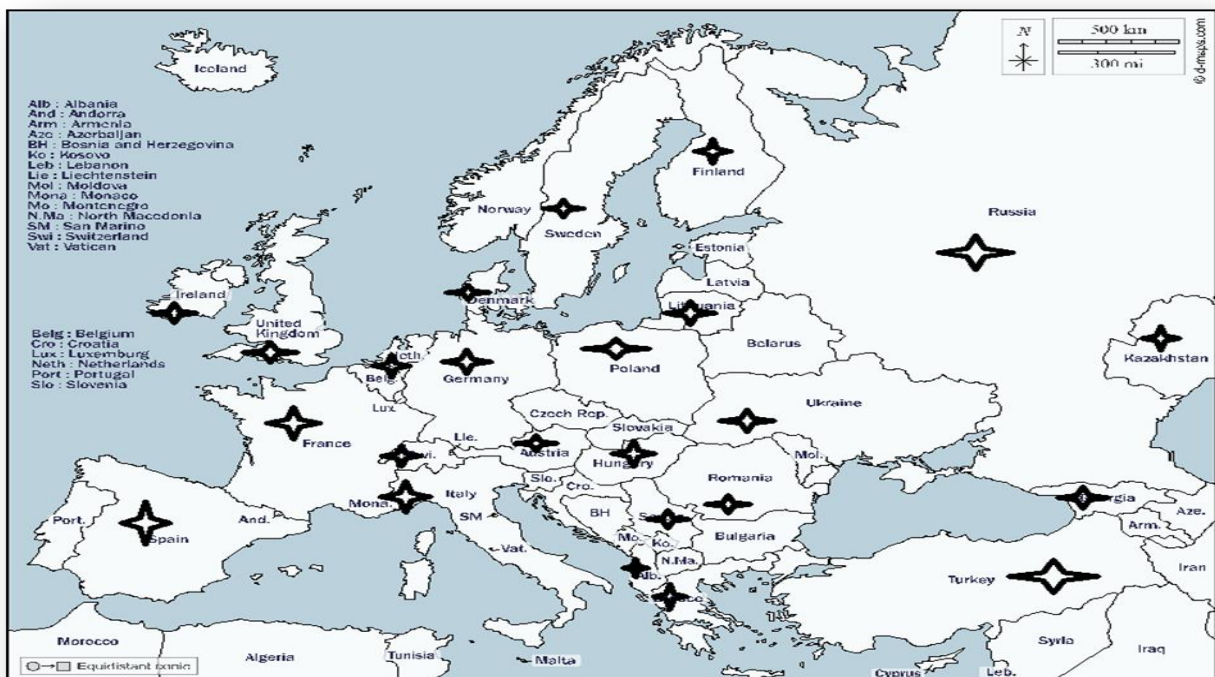 Iceland
N
500 km
300 mi
© d-maps.com
Alb : Albania
And : Andorra
Arm : Armenia
Aze : Azerbaijan
BH : Bosnia and Herzegovina
Ko : Kosovo
Leb : Lebanon
Lie : Liechtenstein
Mol : Moldova
Mona : Monaco
Mo : Montenegro
N.Ma : North Macedonia
SM : San Marino
Swi : Switzerland
Vat : Vatican
Finland
Norway
Sweden
Russia
Estonia
Latvia
Lithuania
Ireland
Denmark
United
Kingdom
Belg : Belgium
Cro : Croatia
Lux : Luxemburg
Neth : Netherlands
Port : Portugal
Slo : Slovenia
Belarus
Kazakhstan
Belg.
Germany
Poland
Lux.
Czech Rep.
Ukraine
Slovakia
France
Lie.
Austria
Hungary
Mol.
Slo.
Cro.
Romania
Mona.
Italy
BH
SM
Port.
And.
Spain
Vat.
Mo.
Ko.
Bulgaria
N.Ma.
Alb.
Aze.
Arm.
Iran
Turkey
Morocco
Algeria
Tunisia
Malta
Syria
Iraq
Cyprus
Leb.
Equidistant conic